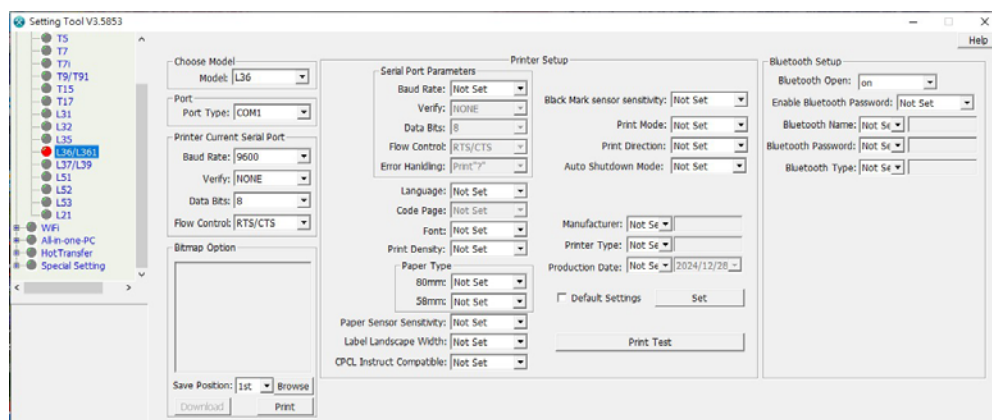 Setting Tool V3.5853
Help
T5
T7
T7i
T9/T91
T15
T17
L31
L32
L35
L36/L361
L37/L39
L51
L52
L53
L21
WiFi
All-in-one-PC
HotTransfer
Special Setting
Choose Model
Model: L36
Port
Port Type: COM1
Printer Current Serial Port
Baud Rate: 9600
Verify: NONE
Data Bits: 8
Flow Control: RTS/CTS
Bitmap Option
Save Position: 1st Browse
Download Print
Printer Setup
Serial Port Parameters
Baud Rate: Not Set
Verify: NONE
Data Bits: 8
Flow Control: RTS/CTS
Error Hanlding: Print"?"
Language: Not Set
Code Page: Not Set
Font: Not Set
Print Density: Not Set
Paper Type
80mm: Not Set
58mm: Not Set
Paper Sensor Sensitivity: Not Set
Label Landscape Width: Not Set
CPCL Instruct Compatible: Not Set
Black Mark sensor sensitivity: Not Set
Print Mode: Not Set
Print Direction: Not Set
Auto Shutdown Mode: Not Set
Manufacturer: Not Se
Printer Type: Not Se
Production Date: Not Se 2024/12/28
Default Settings Set
Print Test
Bluetooth Setup
Bluetooth Open: on
Enable Bluetooth Password: Not Set
Bluetooth Name: Not Se
Bluetooth Password: Not Se
Bluetooth Type: Not Se